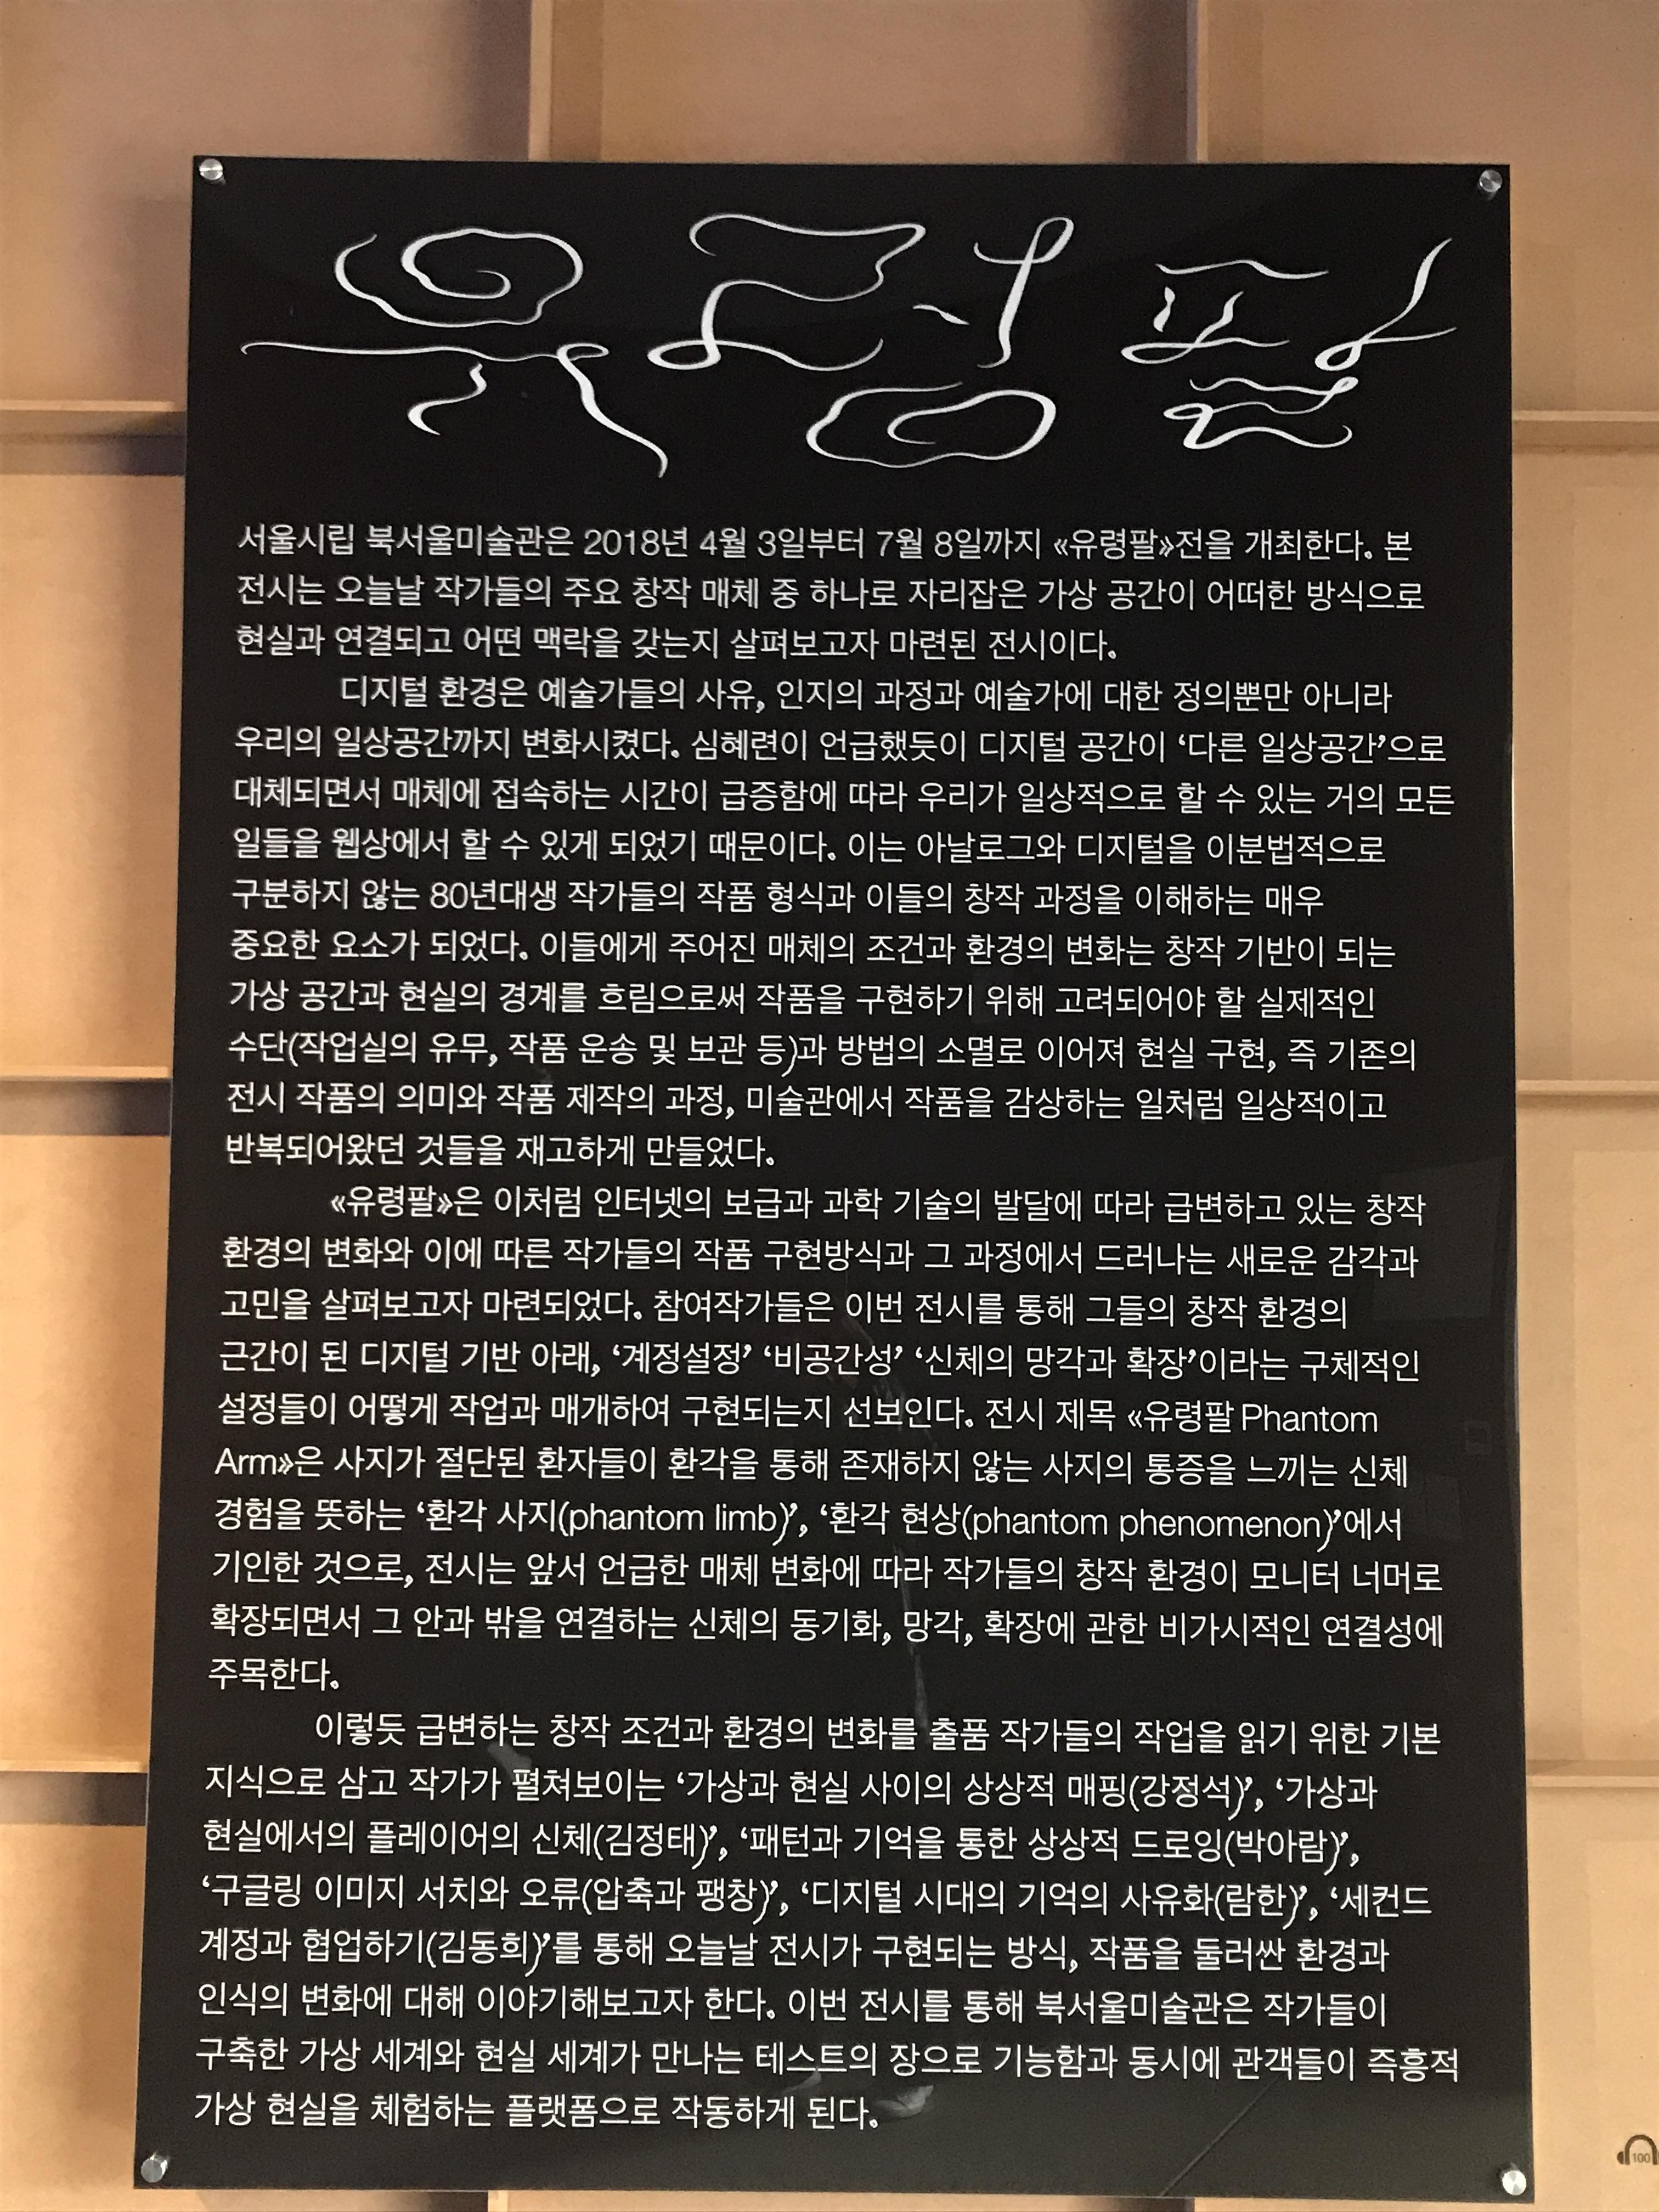 유령팔
서울시립 북서울미술관은 2018년 4월 3일부터 7월 8일까지 《유령팔》전을 개최한다. 본
전시는 오늘날 작가들의 주요 창작 매체 중 하나로 자리잡은 가상 공간이 어떠한 방식으로
현실과 연결되고 어떤 맥락을 갖는지 살펴보고자 마련된 전시이다.
디지털 환경은 예술가들의 사유, 인지의 과정과 예술가에 대한 정의뿐만 아니라
우리의 일상공간까지 변화시켰다. 심혜련이 언급했듯이 디지털 공간이 ‘다른 일상공간’으로
대체되면서 매체에 접속하는 시간이 급증함에 따라 우리가 일상적으로 할 수 있는 거의 모든
일들을 웹상에서 할 수 있게 되었기 때문이다. 이는 아날로그와 디지털을 이분법적으로
구분하지 않는 80년대생 작가들의 작품 형식과 이들의 창작 과정을 이해하는 매우
중요한 요소가 되었다. 이들에게 주어진 매체의 조건과 환경의 변화는 창작 기반이 되는
가상 공간과 현실의 경계를 흐림으로써 작품을 구현하기 위해 고려되어야 할 실제적인
수단(작업실의 유무, 작품 운송 및 보관 등)과 방법의 소멸로 이어져 현실 구현, 즉 기존의
전시 작품의 의미와 작품 제작의 과정, 미술관에서 작품을 감상하는 일처럼 일상적이고
반복되어왔던 것들을 재고하게 만들었다.
《유령팔》은 이처럼 인터넷의 보급과 과학 기술의 발달에 따라 급변하고 있는 창작
환경의 변화와 이에 따른 작가들의 작품 구현방식과 그 과정에서 드러나는 새로운 감각과
고민을 살펴보고자 마련되었다. 참여작가들은 이번 전시를 통해 그들의 창작 환경의
근간이 된 디지털 기반 아래, ‘계정설정’ ‘비공간성’ ‘신체의 망각과 확장’이라는 구체적인
설정들이 어떻게 작업과 매개하여 구현되는지 선보인다. 전시 제목 《유령팔 Phantom
Arm》은 사지가 절단된 환자들이 환각을 통해 존재하지 않는 사지의 통증을 느끼는 신체
경험을 뜻하는 ‘환각 사지(phantom limb)’, ‘환각 현상(phantom phenomenon)’에서
기인한 것으로, 전시는 앞서 언급한 매체 변화에 따라 작가들의 창작 환경이 모니터 너머로
확장되면서 그 안과 밖을 연결하는 신체의 동기화, 망각, 확장에 관한 비가시적인 연결성에
주목한다.
이렇듯 급변하는 창작 조건과 환경의 변화를 출품 작가들의 작업을 읽기 위한 기본
지식으로 삼고 작가가 펼쳐보이는 ‘가상과 현실 사이의 상상적 매핑(강정석)’, ‘가상과
현실에서의 플레이어의 신체(김정태)’, ‘패턴과 기억을 통한 상상적 드로잉(박아람)’,
‘구글링 이미지 서치와 오류(압축과 팽창)’, ‘디지털 시대의 기억의 사유화(람한)’, ‘세컨드
계정과 협업하기(김동희)’를 통해 오늘날 전시가 구현되는 방식, 작품을 둘러싼 환경과
인식의 변화에 대해 이야기해보고자 한다. 이번 전시를 통해 북서울미술관은 작가들이
구축한 가상 세계와 현실 세계가 만나는 테스트의 장으로 기능함과 동시에 관객들이 즉흥적
가상 현실을 체험하는 플랫폼으로 작동하게 된다.
100